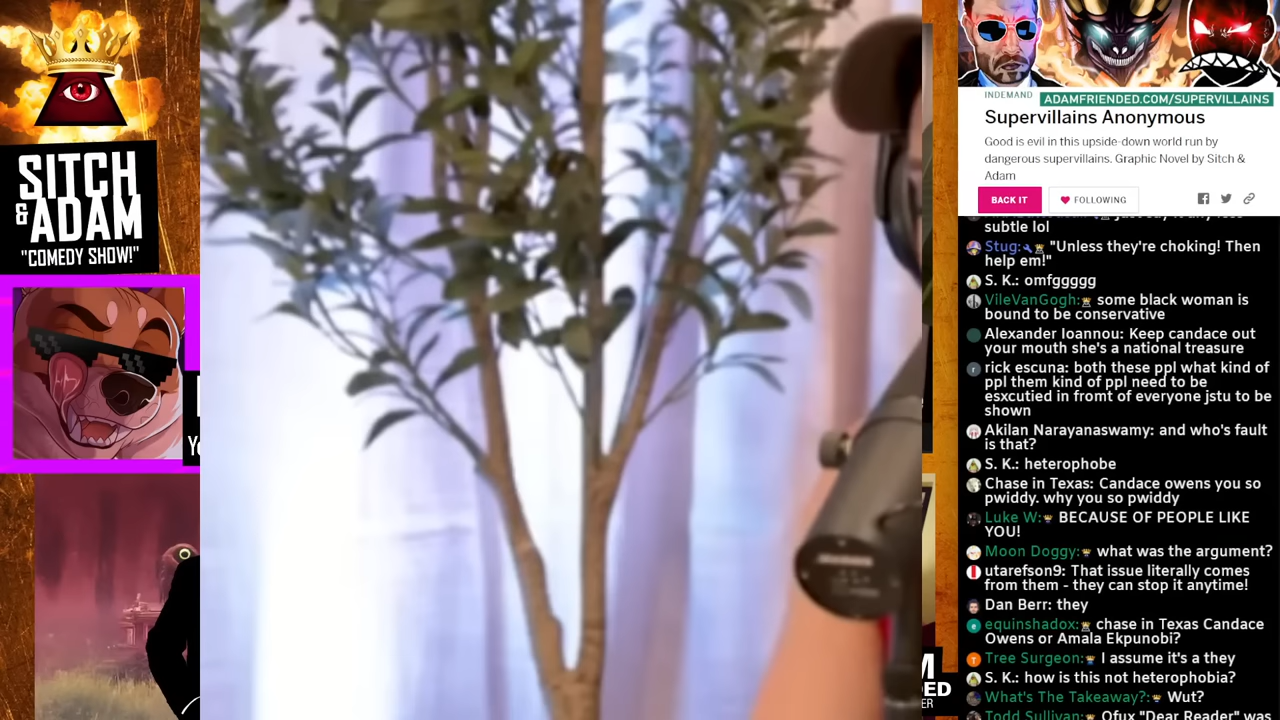 SITCH
& ADAM
"COMEDY SHOW!"
INDEMAND
ADAMFRIENDED.COM/SUPERVILLAINS
Supervillains Anonymous
Good is evil in this upside-down world run by
dangerous supervillains. Graphic Novel by Sitch &
Adam
BACK IT
FOLLOWING
subtle lol
Stug: "Unless they're choking! Then
help em!"
S. K.: omfggggg
VileVanGogh: some black woman is
bound to be conservative
Alexander Ioannou: Keep candace out
your mouth she's a national treasure
rick escuna: both these ppl what kind of
ppl them kind of ppl need to be
esxcutied in fromt of everyone jstu to be
shown
Akilan Narayanaswamy: and who's fault
is that?
S. K.: heterophobe
Chase in Texas: Candace owens you so
pwiddy. why you so pwiddy
Luke W: BECAUSE OF PEOPLE LIKE
YOU!
Moon Doggy: what was the argument?
utarefson9: That issue literally comes
from them - they can stop it anytime!
Dan Berr: they
equinshadox: chase in Texas Candace
Owens or Amala Ekpunobi?
Tree Surgeon: I assume it's a they
S. K.: how is this not heterophobia?
What's The Takeaway?: Wut?
Todd Sullivan: Ofux "Dear Reader" was